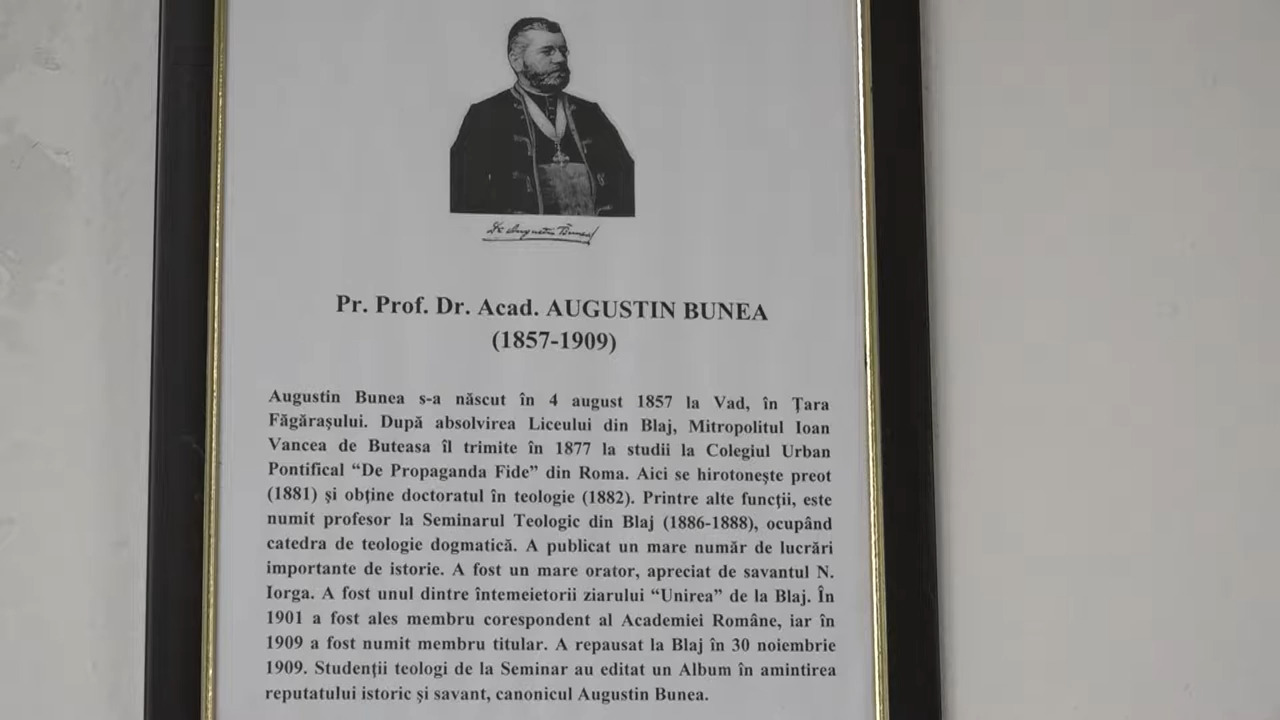 Dr Augustin Bunea
Pr. Prof. Dr. Acad. AUGUSTIN BUNEA
(1857-1909)
Augustin Bunea s-a născut în 4 august 1857 la Vad, în Țara
Făgărașului. După absolvirea Liceului din Blaj, Mitropolitul Ioan
Vancea de Buteasa îl trimite în 1877 la studii la Colegiul Urban
Pontifical “De Propaganda Fide” din Roma. Aici se hirotonește preot
(1881) și obține doctoratul în teologie (1882). Printre alte funcții, este
numit profesor la Seminarul Teologic din Blaj (1886-1888), ocupând
catedra de teologie dogmatică. A publicat un mare număr de lucrări
importante de istorie. A fost un mare orator, apreciat de savantul N.
Iorga. A fost unul dintre întemeietorii ziarului “Unirea” de la Blaj. În
1901 a fost ales membru corespondent al Academiei Române, iar în
1909 a fost numit membru titular. A repausat la Blaj în 30 noiembrie
1909. Studenții teologi de la Seminar au editat un Album în amintirea
reputatului istoric și savant, canonicul Augustin Bunea.